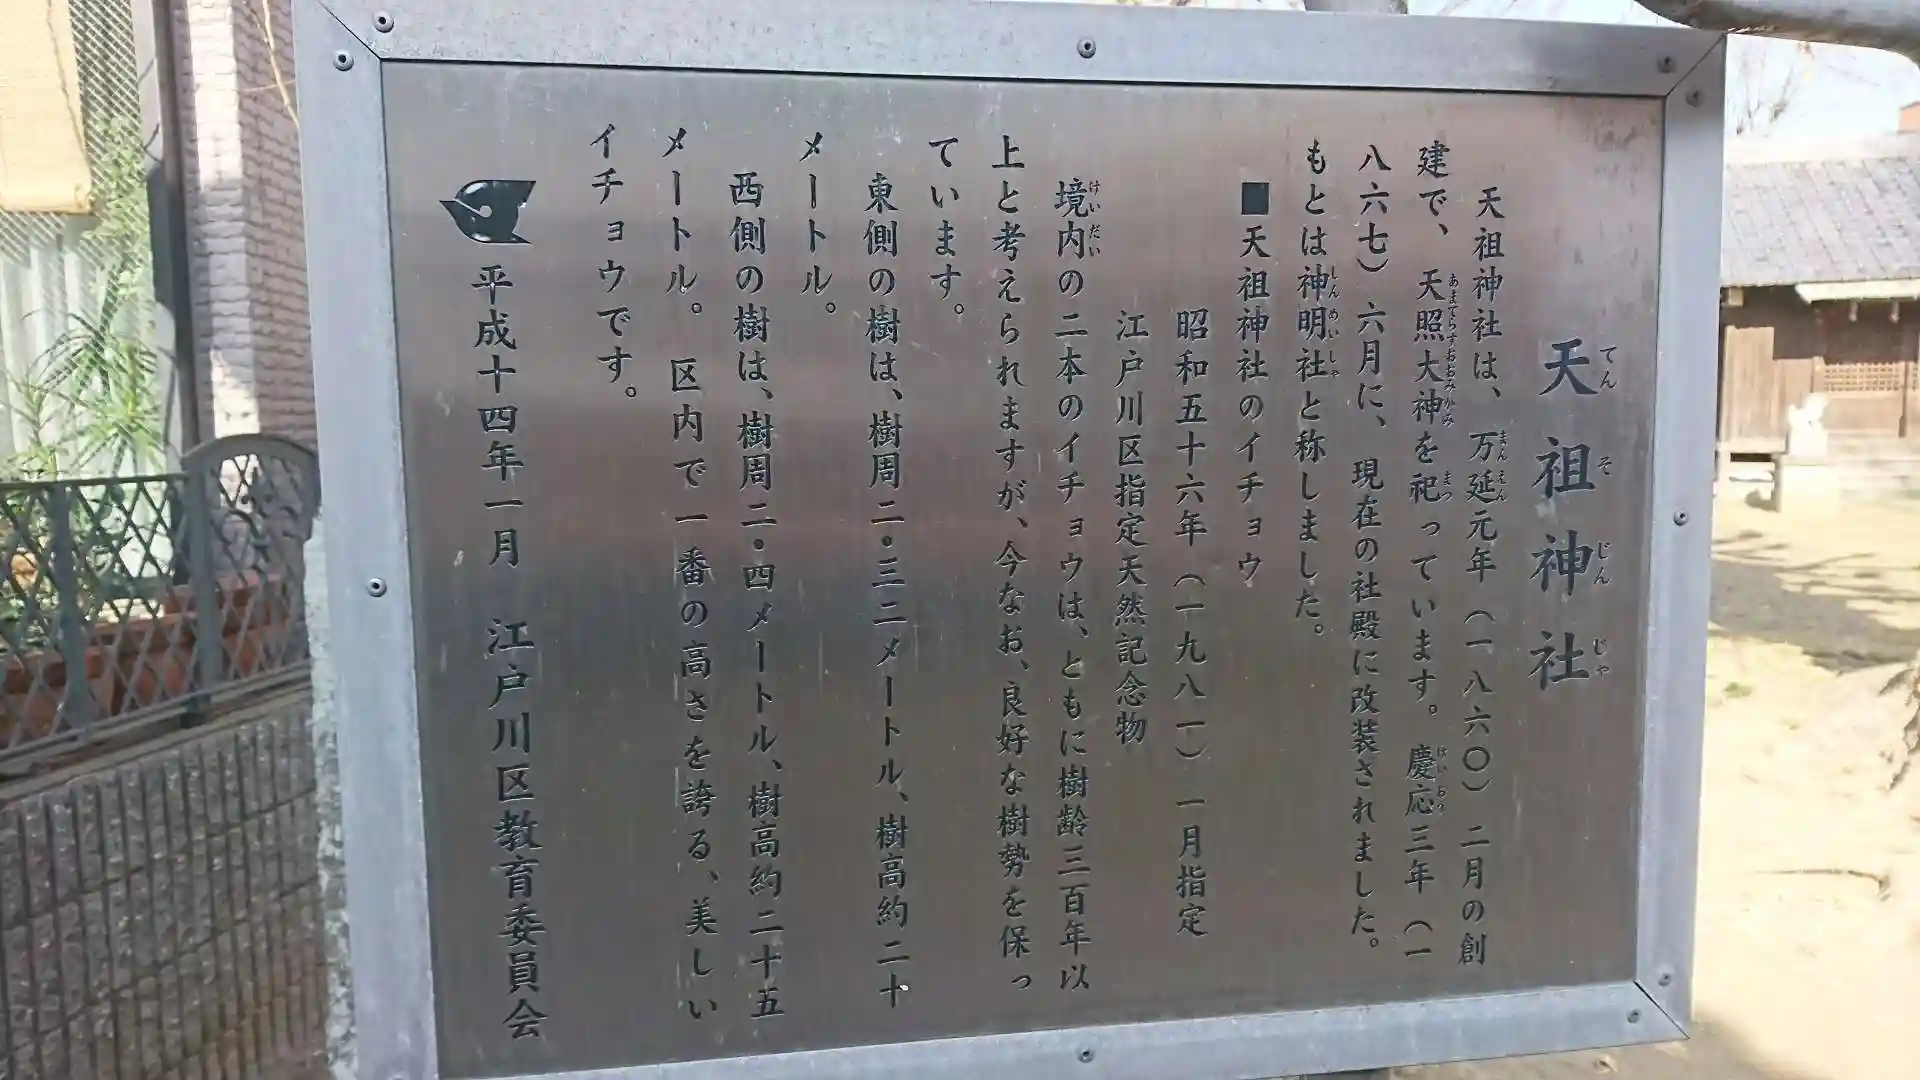 天祖神社
天祖神社は、万延元年（一八六〇）二月の創
建で、天照大神を祀っています。慶応三年（一
八六七）六月に、現在の社殿に改装されました。
もとは神明社と称しました。
■天祖神社のイチョウ
昭和五十六年（一九八一）一月指定
江戸川区指定天然記念物
境内の二本のイチョウは、ともに樹齢三百年以
上と考えられますが、今なお、良好な樹勢を保っ
ています。
東側の樹は、樹周二・三二メートル、樹高約二十
メートル。
西側の樹は、樹周二・四メートル、樹高約二十五
メートル。区内で一番の高さを誇る、美しい
イチョウです。
平成十四年一月　江戸川区教育委員会